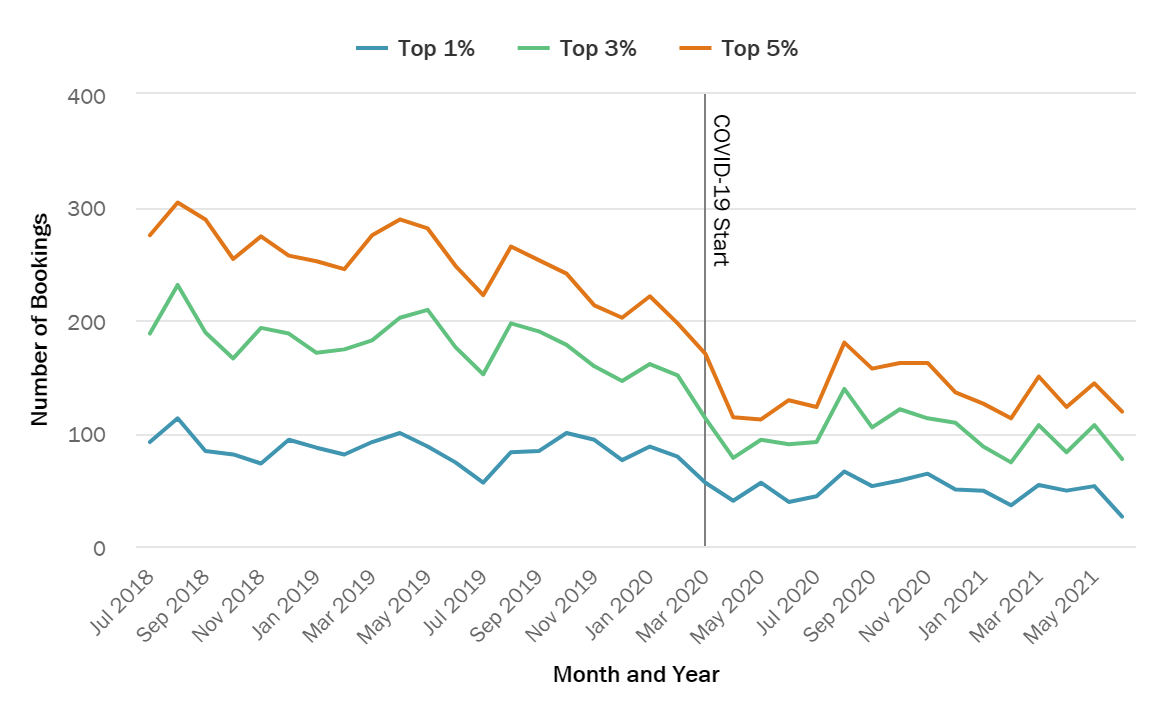 Top 1% Top 3% Top 5%
400
300
200
100
0
Number of Bookings
COVID-19 Start
Jul 2018 Sep 2018 Nov 2018 Jan 2019 Mar 2019 May 2019 Jul 2019 Sep 2019 Nov 2019 Jan 2020 Mar 2020 May 2020 Jul 2020 Sep 2020 Nov 2020 Jan 2021 Mar 2021 May 2021
Month and Year